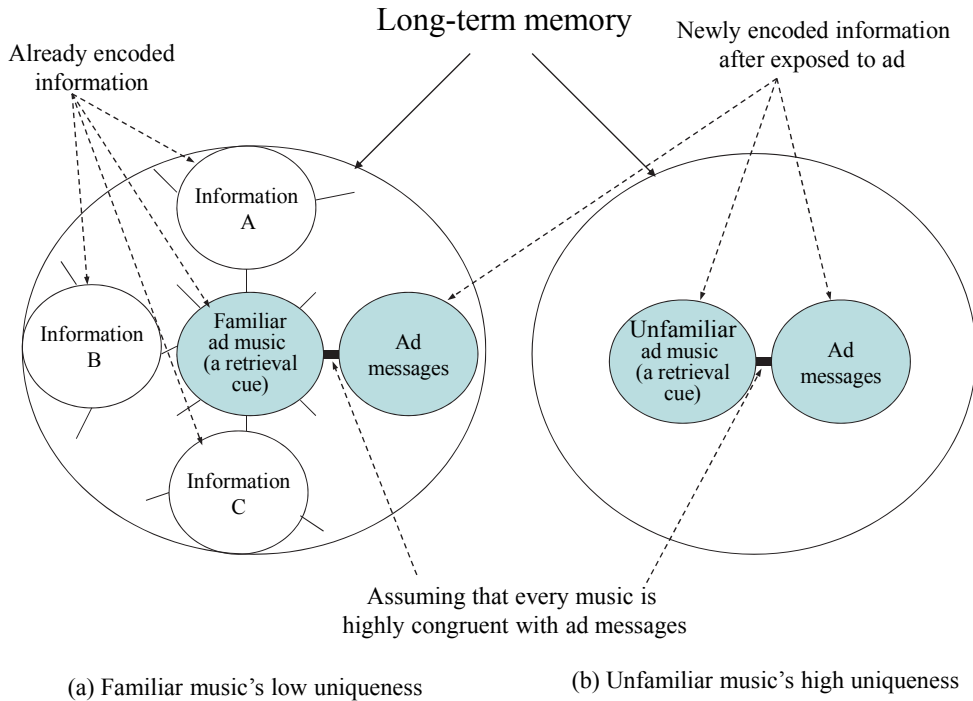 Long-term memory
Already encoded
information
Newly encoded information
after exposed to ad
Information
A
Information
B
Familiar
ad music
(a retrieval
cue)
Ad
messages
Information
C
Unfamiliar
ad music
(a retrieval
cue)
Ad
messages
Assuming that every music is
highly congruent with ad messages
(a) Familiar music's low uniqueness
(b) Unfamiliar music's high uniqueness